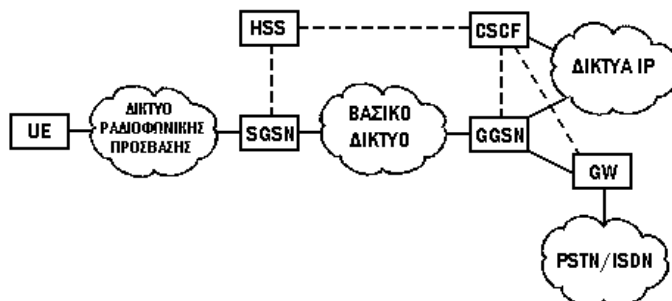 HSS
CSCF
ΔΙΚΤΥΑ IP
ΔΙΚΤΥΟ
ΡΑΔΙΟΦΩΝΙΚΗΣ
ΠΡΟΣΒΑΣΗΣ
UE
SGSN
ΒΑΣΙΚΟ
ΔΙΚΤΥΟ
GGSN
GW
PSTN/ISDN